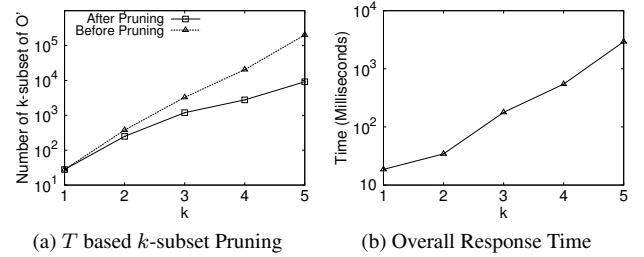 After Pruning
Before Pruning
Number of k-subset of O'
10^5
10^4
10^3
10^2
10^1
1 2 3 4 5
k
(a) T based k-subset Pruning
Time (Milliseconds)
10^4
10^3
10^2
10
1 2 3 4 5
k
(b) Overall Response Time